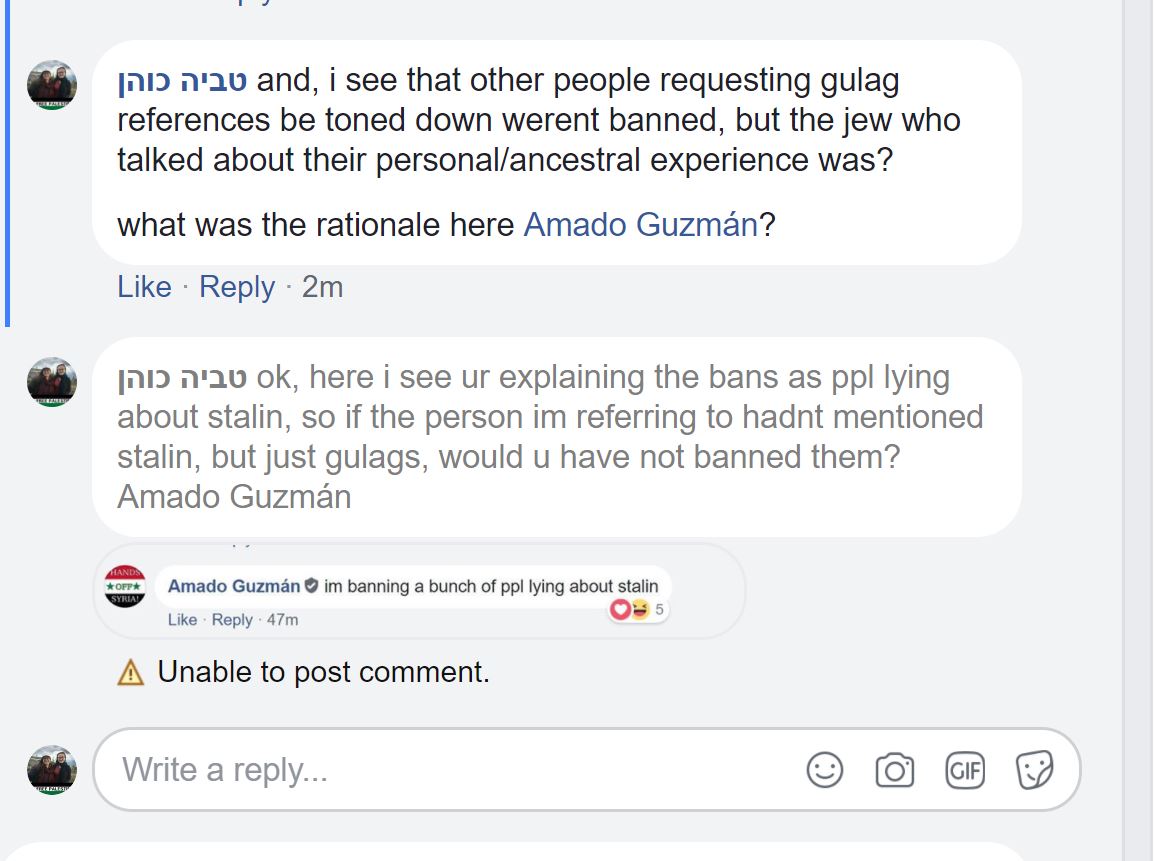 טביה כוהן and, i see that other people requesting gulag
references be toned down werent banned, but the jew who
talked about their personal/ancestral experience was?
what was the rationale here Amado Guzmán?
Like · Reply · 2m
טביה כוהן ok, here i see ur explaining the bans as ppl lying
about stalin, so if the person im referring to hadnt mentioned
stalin, but just gulags, would u have not banned them?
Amado Guzmán
HANDS
★OFF★
SYRIA!
Amado Guzmán im banning a bunch of ppl lying about stalin
Like · Reply · 47m
5
Unable to post comment.
Write a reply...
GIF